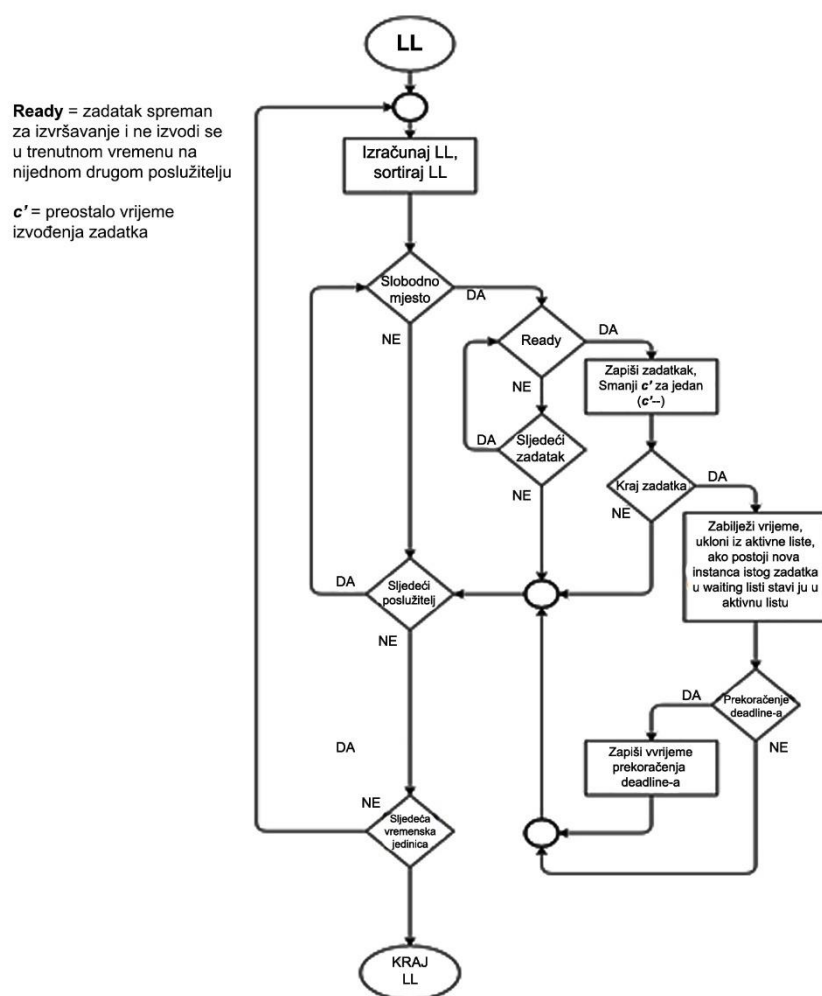 LL
Ready = zadatak spreman
za izvršavanje i ne izvodi se
u trenutnom vremenu na
nijednom drugom poslužitelju
c' = preostalo vrijeme
izvođenja zadatka
Izračunaj LL,
sortiraj LL
Slobodno
mjesto
DA
NE
Ready
DA
NE
Zapiši zadatkak,
Smanji c' za jedan
(c'--)
Sljedeći
zadatak
DA
NE
Kraj zadatka
DA
NE
Zabilježi vrijeme,
ukloni iz aktivne liste,
ako postoji nova
instanca istog zadatka
u waiting listi stavi ju u
aktivnu listu
Sljedeći
poslužitelj
DA
NE
Prekoračenje
deadline-a
DA
NE
Zapiši vvrijeme
prekoračenja
deadline-a
DA
NE
Sljedeća
vremenska
jedinica
KRAJ
LL